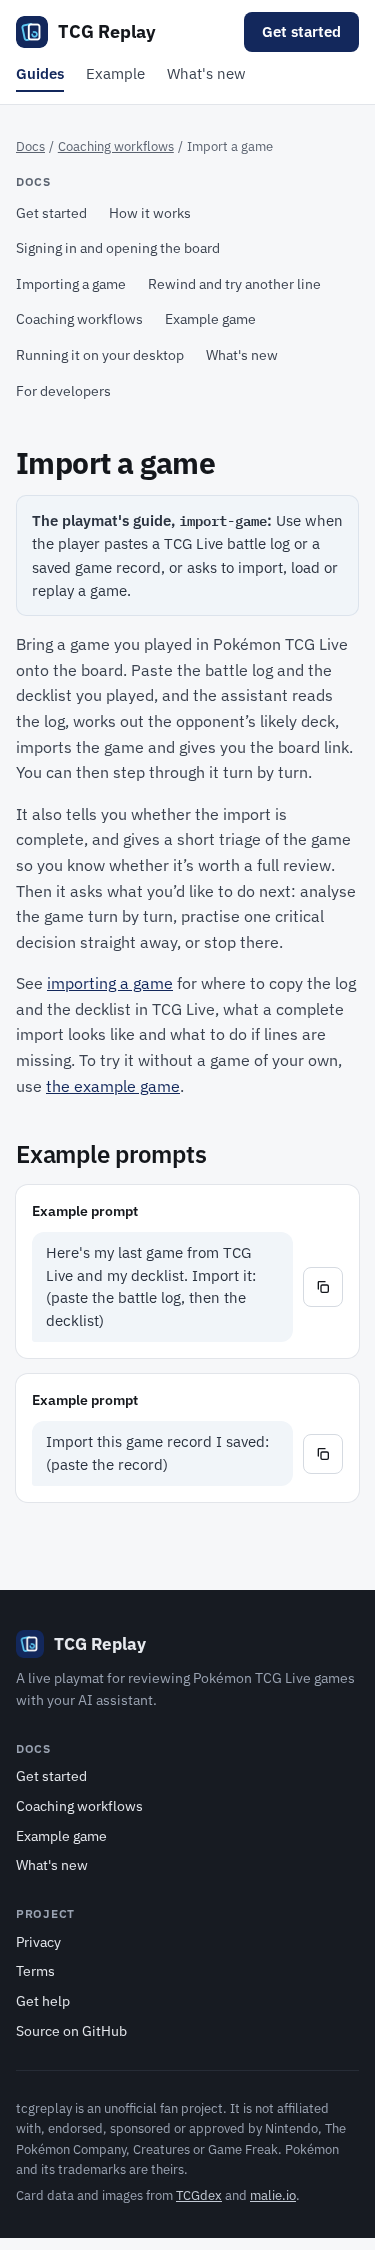 TCG Replay
Get started
Guides Example What's new
Docs / Coaching workflows / Import a game
DOCS
Get started How it works
Signing in and opening the board
Importing a game Rewind and try another line
Coaching workflows Example game
Running it on your desktop What's new
For developers
Import a game
The playmat's guide, import-game: Use when
the player pastes a TCG Live battle log or a
saved game record, or asks to import, load or
replay a game.
Bring a game you played in Pokémon TCG Live
onto the board. Paste the battle log and the
decklist you played, and the assistant reads
the log, works out the opponent’s likely deck,
imports the game and gives you the board link.
You can then step through it turn by turn.
It also tells you whether the import is
complete, and gives a short triage of the game
so you know whether it’s worth a full review.
Then it asks what you’d like to do next: analyse
the game turn by turn, practise one critical
decision straight away, or stop there.
See importing a game for where to copy the log
and the decklist in TCG Live, what a complete
import looks like and what to do if lines are
missing. To try it without a game of your own,
use the example game.
Example prompts
Example prompt
Here's my last game from TCG
Live and my decklist. Import it:
(paste the battle log, then the
decklist)
Example prompt
Import this game record I saved:
(paste the record)
TCG Replay
A live playmat for reviewing Pokémon TCG Live games
with your AI assistant.
DOCS
Get started
Coaching workflows
Example game
What's new
PROJECT
Privacy
Terms
Get help
Source on GitHub
tcgreplay is an unofficial fan project. It is not affiliated
with, endorsed, sponsored or approved by Nintendo, The
Pokémon Company, Creatures or Game Freak. Pokémon
and its trademarks are theirs.
Card data and images from TCGdex and malie.io.